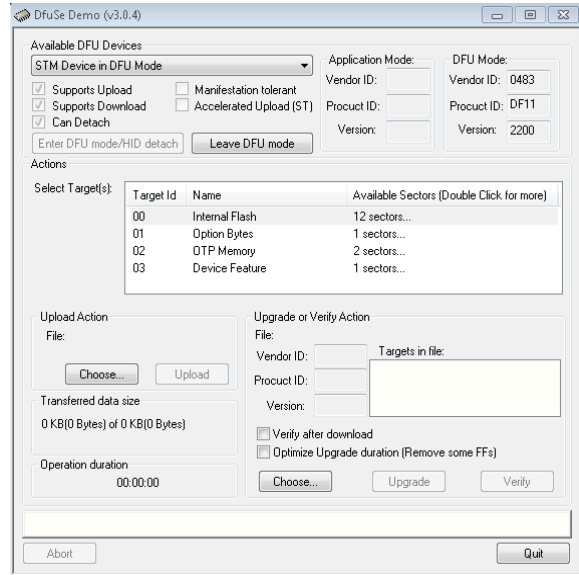 DfuSe Demo (v3.0.4)
Available DFU Devices
STM Device in DFU Mode
Supports Upload
Manifestation tolerant
Supports Download
Accelerated Upload (ST)
Can Detach
Enter DFU mode/HID detach
Leave DFU mode
Application Mode:
Vendor ID:
Procuct ID:
Version:
DFU Mode:
Vendor ID: 0483
Procuct ID: DF11
Version: 2200
Actions
Select Target(s):
Target Id Name Available Sectors (Double Click for more)
00 Internal Flash 12 sectors...
01 Option Bytes 1 sectors...
02 OTP Memory 2 sectors...
03 Device Feature 1 sectors...
Upload Action
File:
Choose... Upload
Transferred data size
0 KB(0 Bytes) of 0 KB(0 Bytes)
Operation duration
00:00:00
Upgrade or Verify Action
File:
Vendor ID:
Procuct ID:
Version:
Targets in file:
Verify after download
Optimize Upgrade duration (Remove some FFs)
Choose... Upgrade Verify
Abort Quit